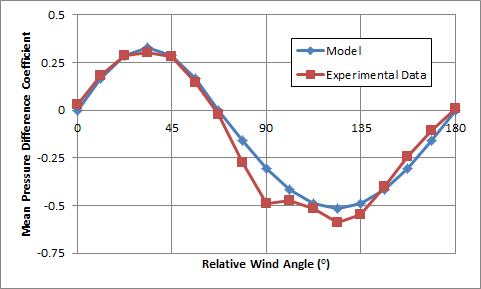 0.5
0.25
0
-0.25
-0.5
-0.75
0
45
90
135
180
Mean Pressure Difference Coefficient
Relative Wind Angle (°)
Model
Experimental Data